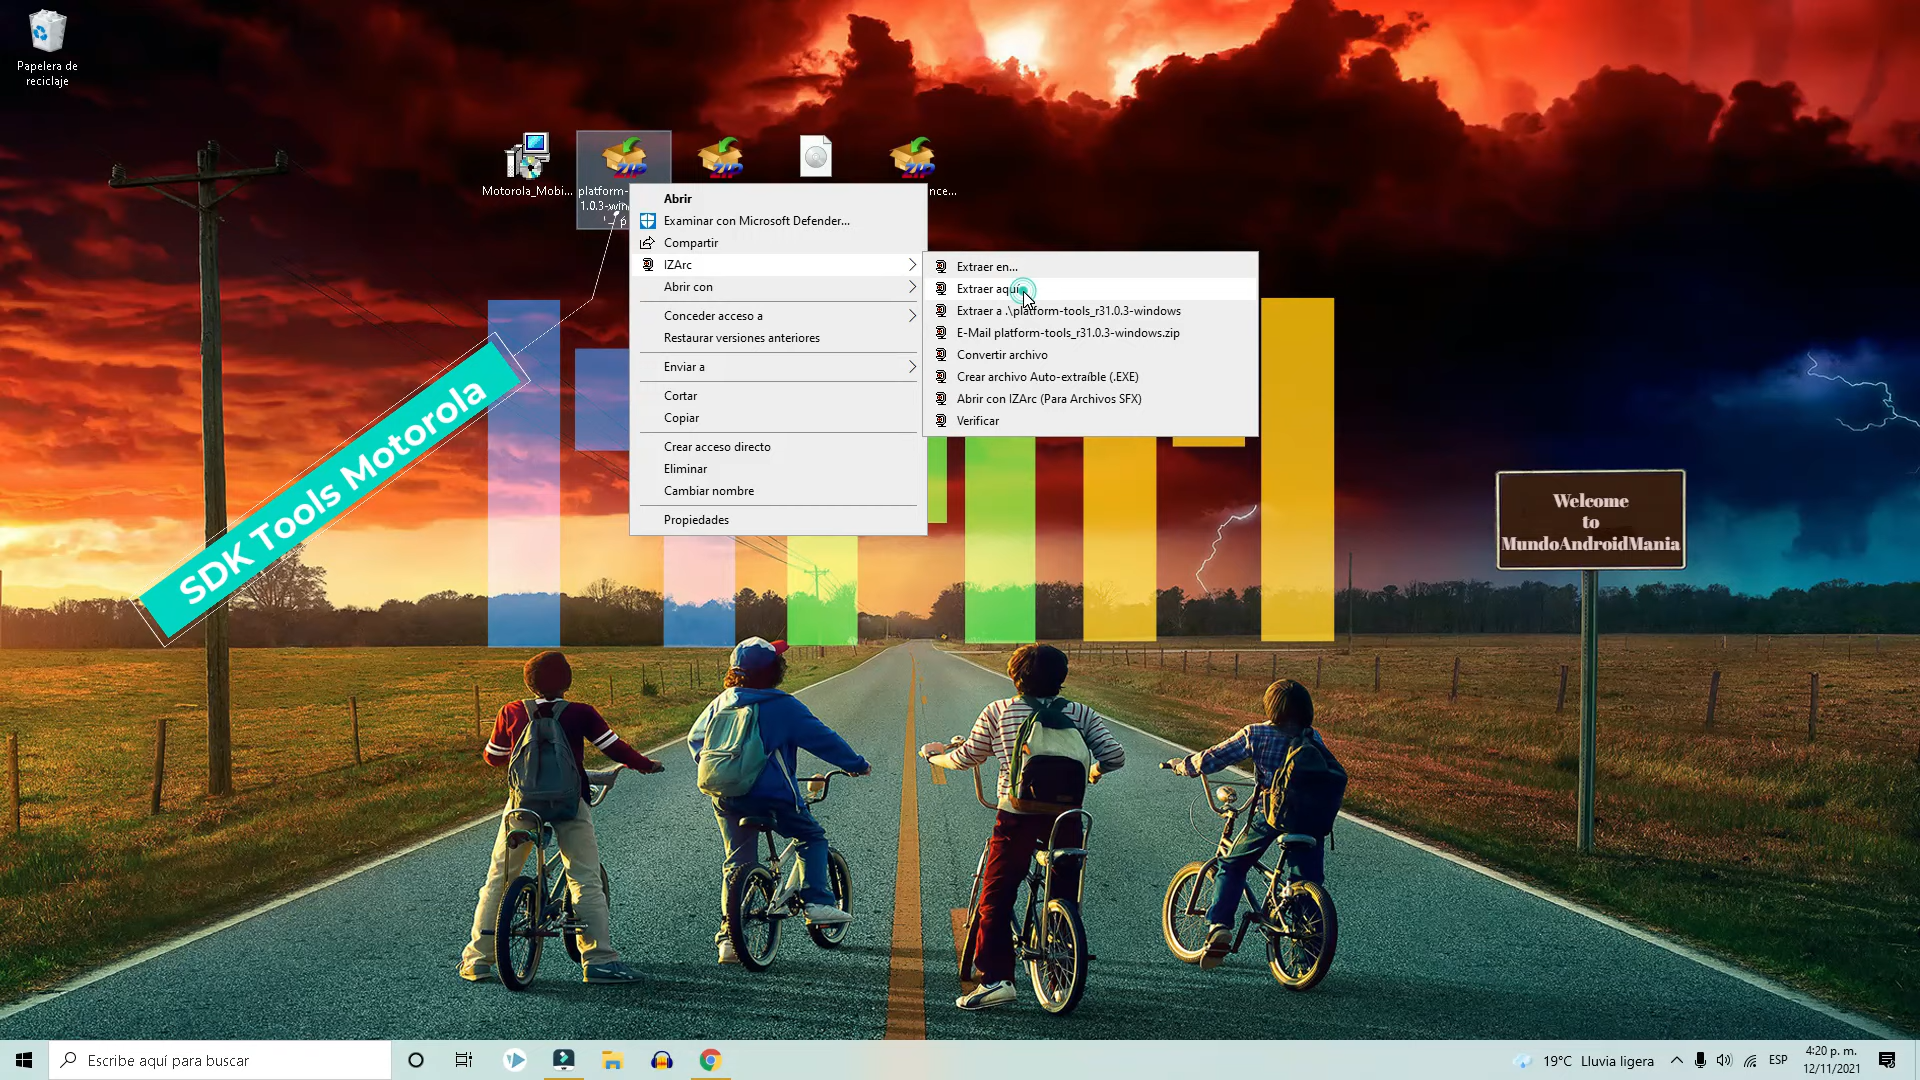 Papelera de
reciclaje
Motorola_Mobi...
platform-
1.0.3-win
nce...
Abrir
Examinar con Microsoft Defender...
Compartir
IZArc
Abrir con
Conceder acceso a
Restaurar versiones anteriores
Enviar a
Cortar
Copiar
Crear acceso directo
Eliminar
Cambiar nombre
Propiedades
Extraer en...
Extraer aquí
Extraer a .\platform-tools_r31.0.3-windows
E-Mail platform-tools_r31.0.3-windows.zip
Convertir archivo
Crear archivo Auto-extraíble (.EXE)
Abrir con IZArc (Para Archivos SFX)
Verificar
SDK Tools Motorola
Welcome
to
MundoAndroidMania
Escribe aquí para buscar
19°C Lluvia ligera
ESP
4:20 p. m.
12/11/2021